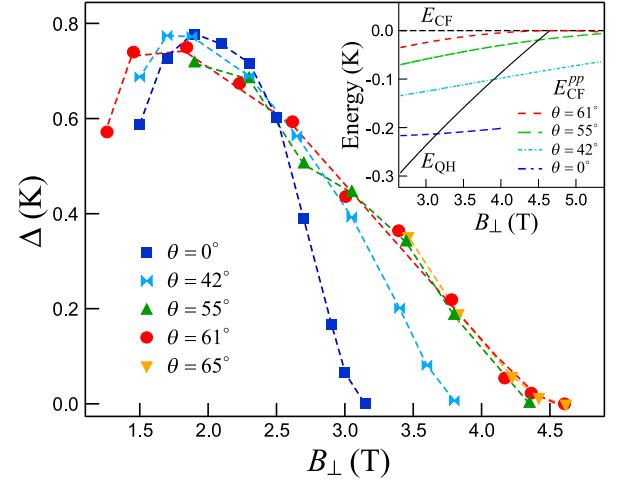 0.8
0.6
0.4
0.2
0.0
Δ (K)
1.5 2.0 2.5 3.0 3.5 4.0 4.5
B⊥ (T)
θ = 0°
θ = 42°
θ = 55°
θ = 61°
θ = 65°
0.0
-0.1
-0.2
-0.3
Energy (K)
3.0 3.5 4.0 4.5 5.0
B⊥ (T)
E_CF
E_QH
E_CF^pp
θ = 61°
θ = 55°
θ = 42°
θ = 0°